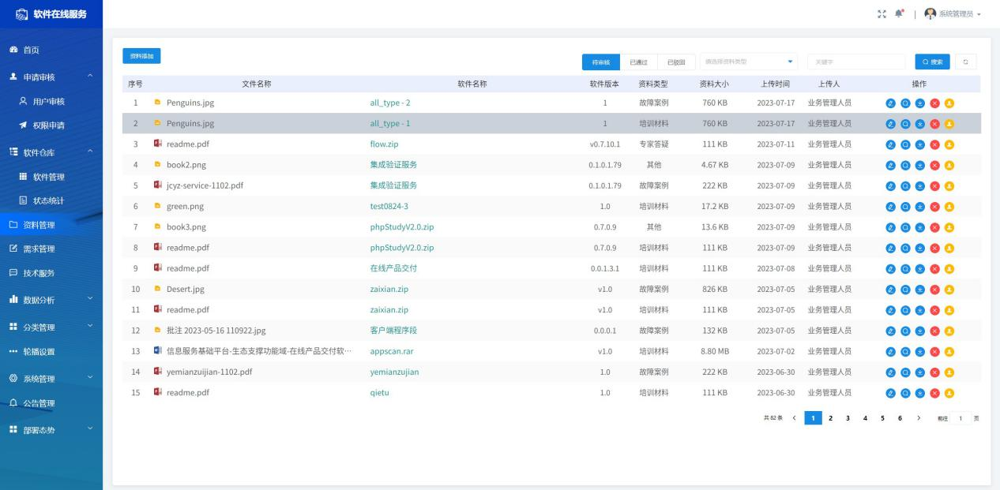 软件在线服务
系统管理员
首页
申请审核
用户审核
权限申请
软件仓库
软件管理
状态统计
资料管理
需求管理
技术服务
数据分析
分类管理
轮播设置
系统管理
公告管理
部署态势
资料添加
待审核 已通过 已驳回 请选择资料类型 关键字 搜索
序号 文件名称 软件名称 软件版本 资料类型 资料大小 上传时间 上传人 操作
1 Penguins.jpg all_type - 2 1 故障案例 760 KB 2023-07-17 业务管理人员
2 Penguins.jpg all_type - 1 1 培训材料 760 KB 2023-07-17 业务管理人员
3 readme.pdf flow.zip v0.7.10.1 专家答疑 111 KB 2023-07-11 业务管理人员
4 book2.png 集成验证服务 0.1.0.1.79 其他 4.67 KB 2023-07-09 业务管理人员
5 jcyz-service-1102.pdf 集成验证服务 0.1.0.1.79 故障案例 222 KB 2023-07-09 业务管理人员
6 green.png test0824-3 1.0 培训材料 17.2 KB 2023-07-09 业务管理人员
7 book3.png phpStudyV2.0.zip 0.7.0.9 其他 13.6 KB 2023-07-09 业务管理人员
8 readme.pdf phpStudyV2.0.zip 0.7.0.9 培训材料 111 KB 2023-07-09 业务管理人员
9 readme.pdf 在线产品交付 0.0.1.3.1 培训材料 111 KB 2023-07-08 业务管理人员
10 Desert.jpg zaixian.zip v1.0 故障案例 826 KB 2023-07-05 业务管理人员
11 readme.pdf zaixian.zip v1.0 培训材料 111 KB 2023-07-05 业务管理人员
12 批注 2023-05-16 110922.jpg 客户端程序段 0.0.0.1 故障案例 132 KB 2023-07-05 业务管理人员
13 信息服务基础平台-生态支撑功能域-在线产品交付软··· appscan.rar v1.0 培训材料 8.80 MB 2023-07-02 业务管理人员
14 yemianzuijian-1102.pdf yemianzujian 1.0 故障案例 222 KB 2023-06-30 业务管理人员
15 readme.pdf qietu 1.0 培训材料 111 KB 2023-06-30 业务管理人员
共 82 条 < 1 2 3 4 5 6 > 前往 1 页